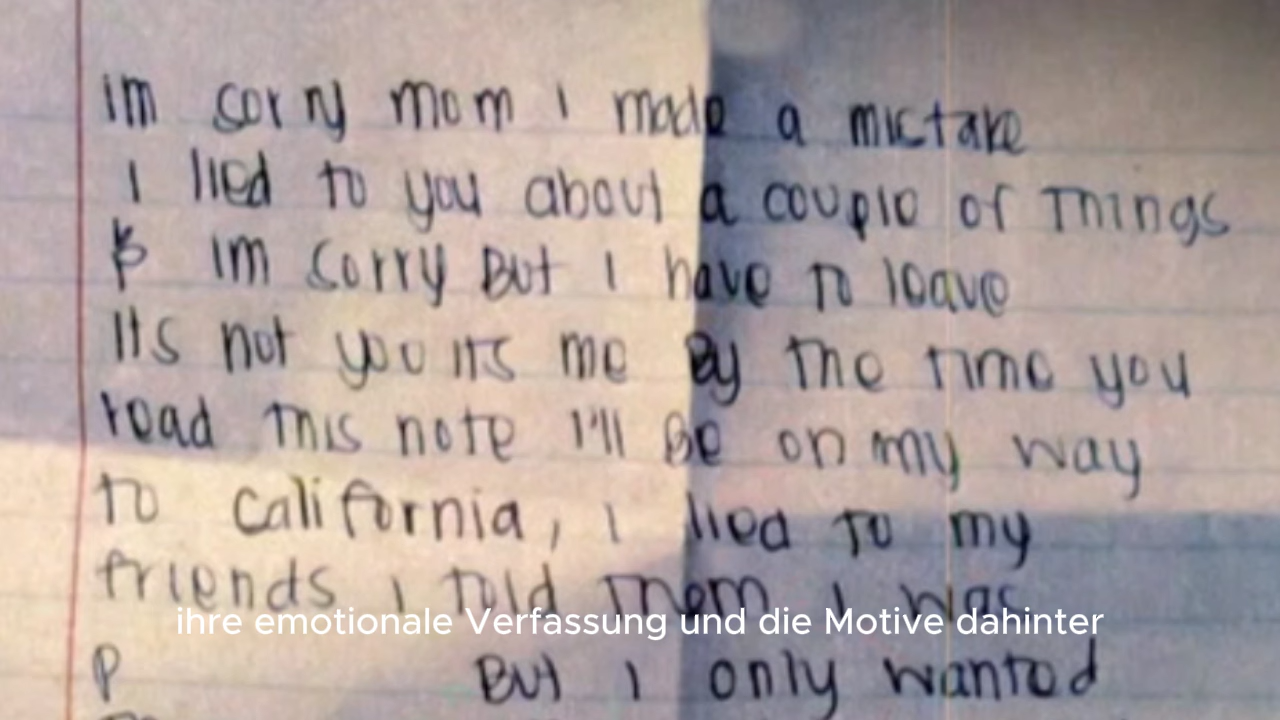 im sorry mom i made a mistake
i lied to you about a couple of things
im sorry But i have to leave
its not you its me By the time you
read this note I'll Be on my way
to california, i lied to my
friends i told them i was
ihre emotionale Verfassung und die Motive dahinter
P But i only wanted